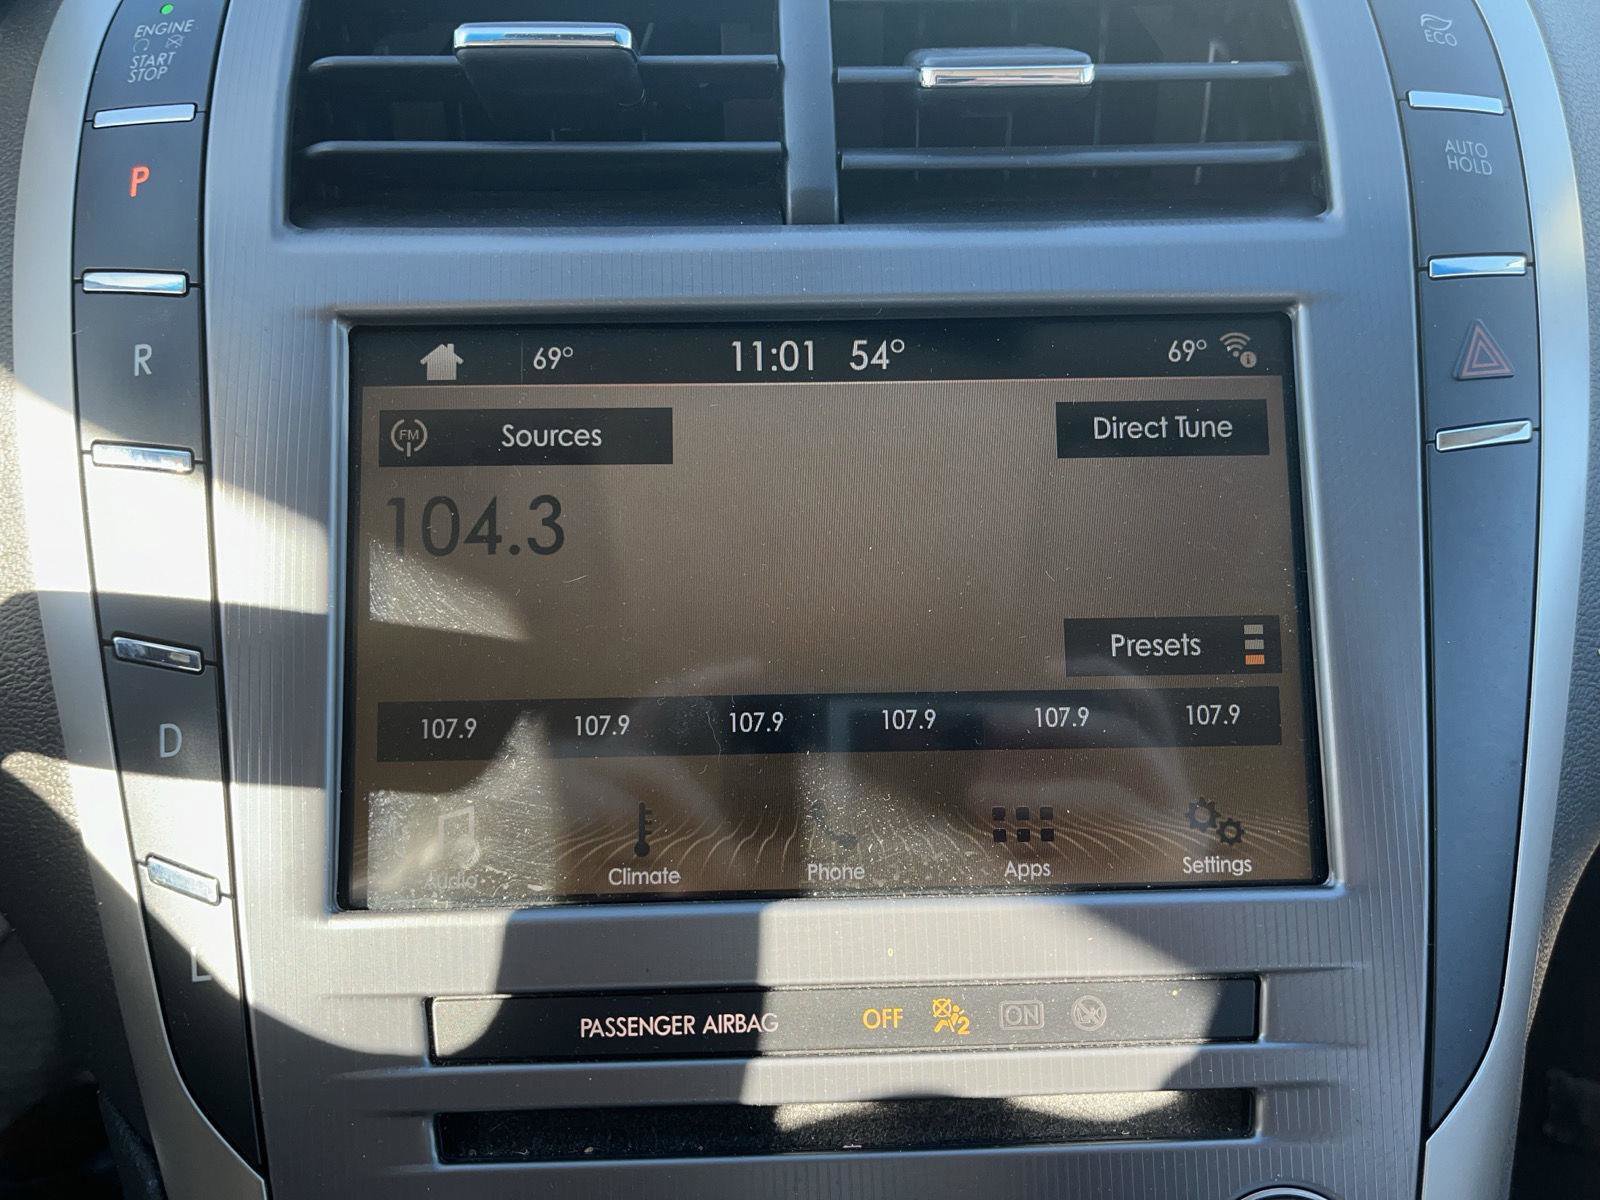 ENGINE
START
STOP
P
R
D
L
ECO
AUTO
HOLD
69° 11:01 54° 69°
FM Sources Direct Tune
104.3
Presets
107.9 107.9 107.9 107.9 107.9 107.9
Audio Climate Phone Apps Settings
PASSENGER AIRBAG OFF 2 ON